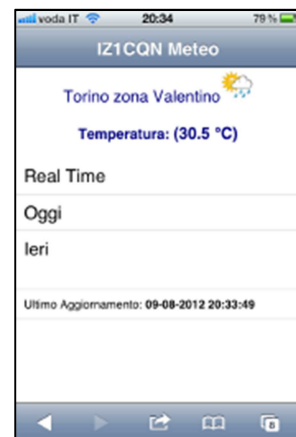 voda IT 20:34 79 %
IZ1CQN Meteo
Torino zona Valentino
Temperatura: (30.5 °C)
Real Time
Oggi
Ieri
Ultimo Aggiornamento: 09-08-2012 20:33:49
8